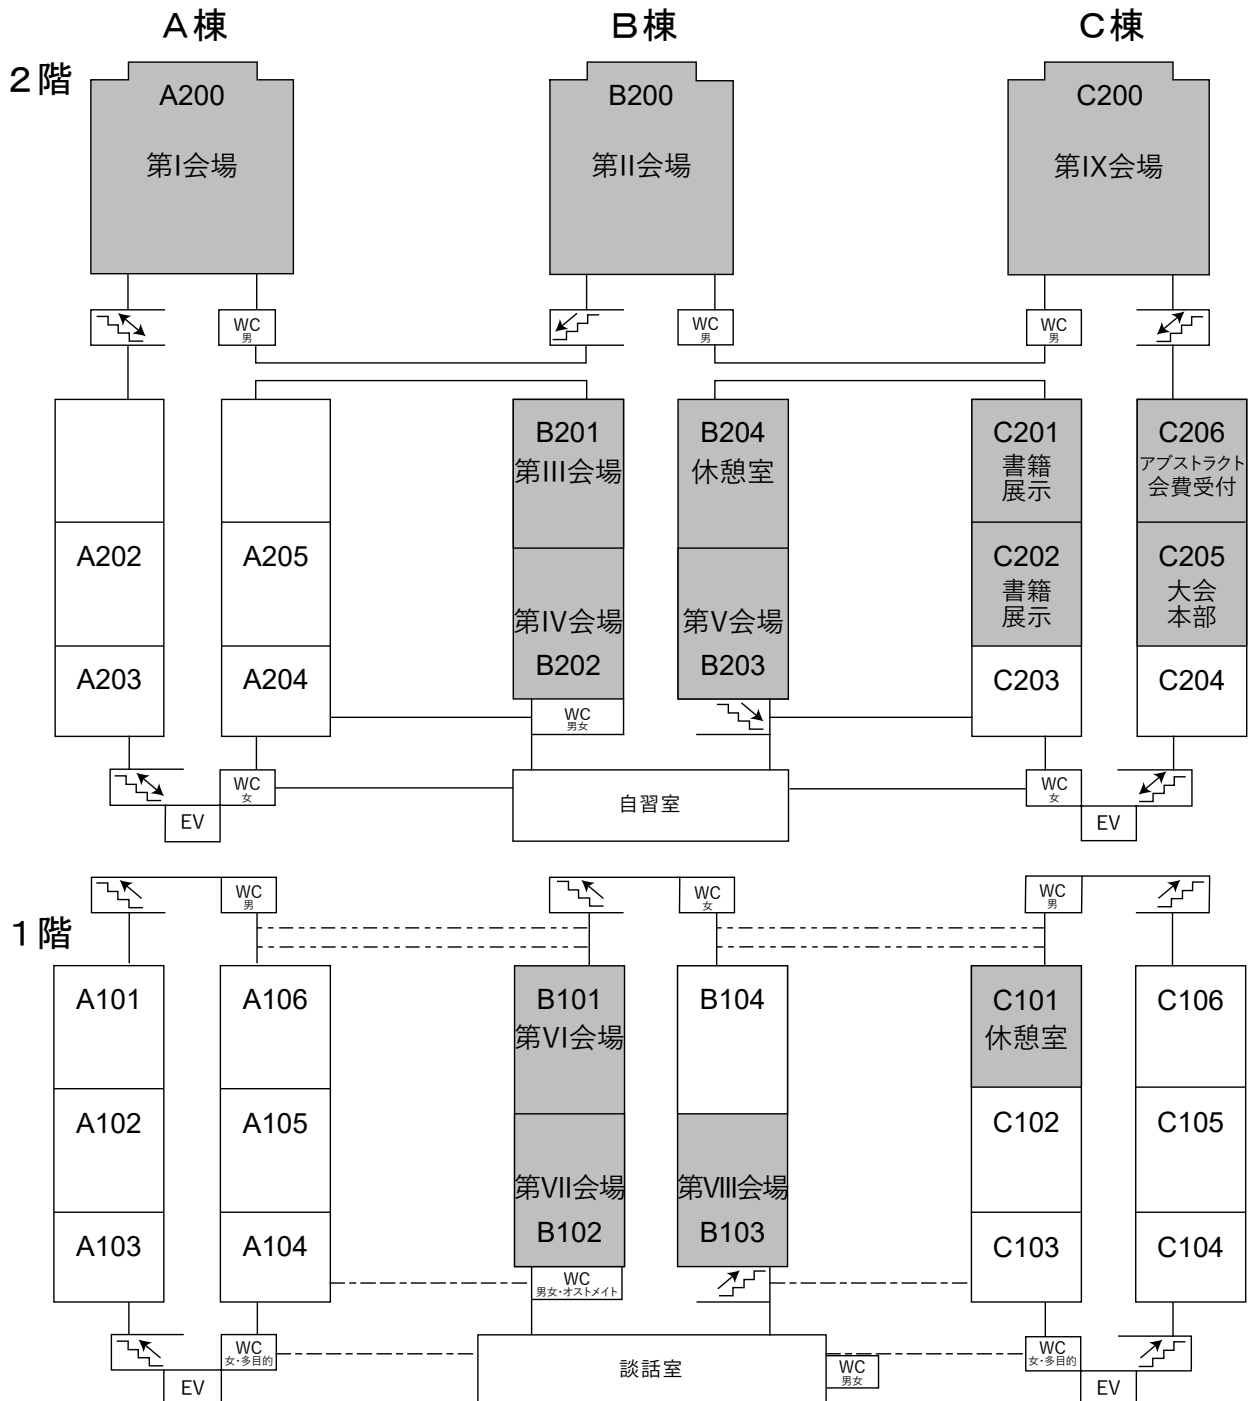 A棟 B棟 C棟
2階
A200 B200 C200
第I会場 第II会場 第IX会場
WC WC WC
男 男 男
B201 B204 C201 C206
第III会場 休憩室 書籍 アブストラクト
展示 会費受付
A202 A205 C202 C205
第IV会場 第V会場 書籍 大会
展示 本部
A203 A204 B202 B203 C203 C204
WC
男女
WC WC
女 女
自習室
EV EV
WC WC WC
男 女 男
1階
A101 A106 B101 B104 C101 C106
第VI会場 休憩室
A102 A105 C102 C105
第VII会場 第VIII会場
A103 A104 B102 B103 C103 C104
WC
男女・オストメイト
WC WC
女・多目的 女・多目的
談話室 WC
男女
EV EV